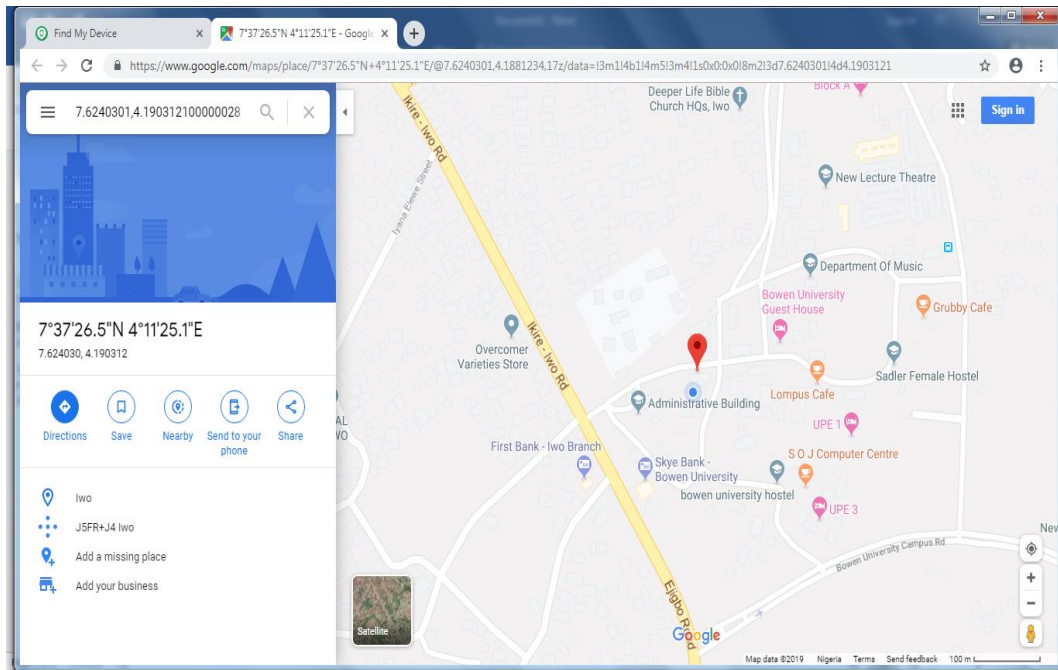 Find My Device
7°37'26.5"N 4°11'25.1"E - Google
https://www.google.com/maps/place/7°37'26.5"N+4°11'25.1"E/@7.6240301,4.1881234,17z/data=!3m1!4b1!4m5!3m4!1s0x0:0x0!8m2!3d7.6240301!4d4.1903121
7.6240301,4.190312100000028
Sign in
7°37'26.5"N 4°11'25.1"E
7.624030, 4.190312
Directions
Save
Nearby
Send to your
phone
Share
Iwo
J5FR+J4 Iwo
Add a missing place
Add your business
Satellite
Deeper Life Bible
Church HQs, Iwo
Block A
Ikire - Iwo Rd
Iyana Elewe Street
New Lecture Theatre
Department Of Music
Bowen University
Guest House
Grubby Cafe
Overcomer
Varieties Store
Ikire - Iwo Rd
Sadler Female Hostel
Lompus Cafe
Administrative Building
UPE 1
AL
WO
First Bank - Iwo Branch
S O J Computer Centre
Skye Bank -
Bowen University
bowen university hostel
UPE 3
New
Bowen University Campus Rd
Ejigbo Rd
Google
Map data ©2019 Nigeria Terms Send feedback 100 m